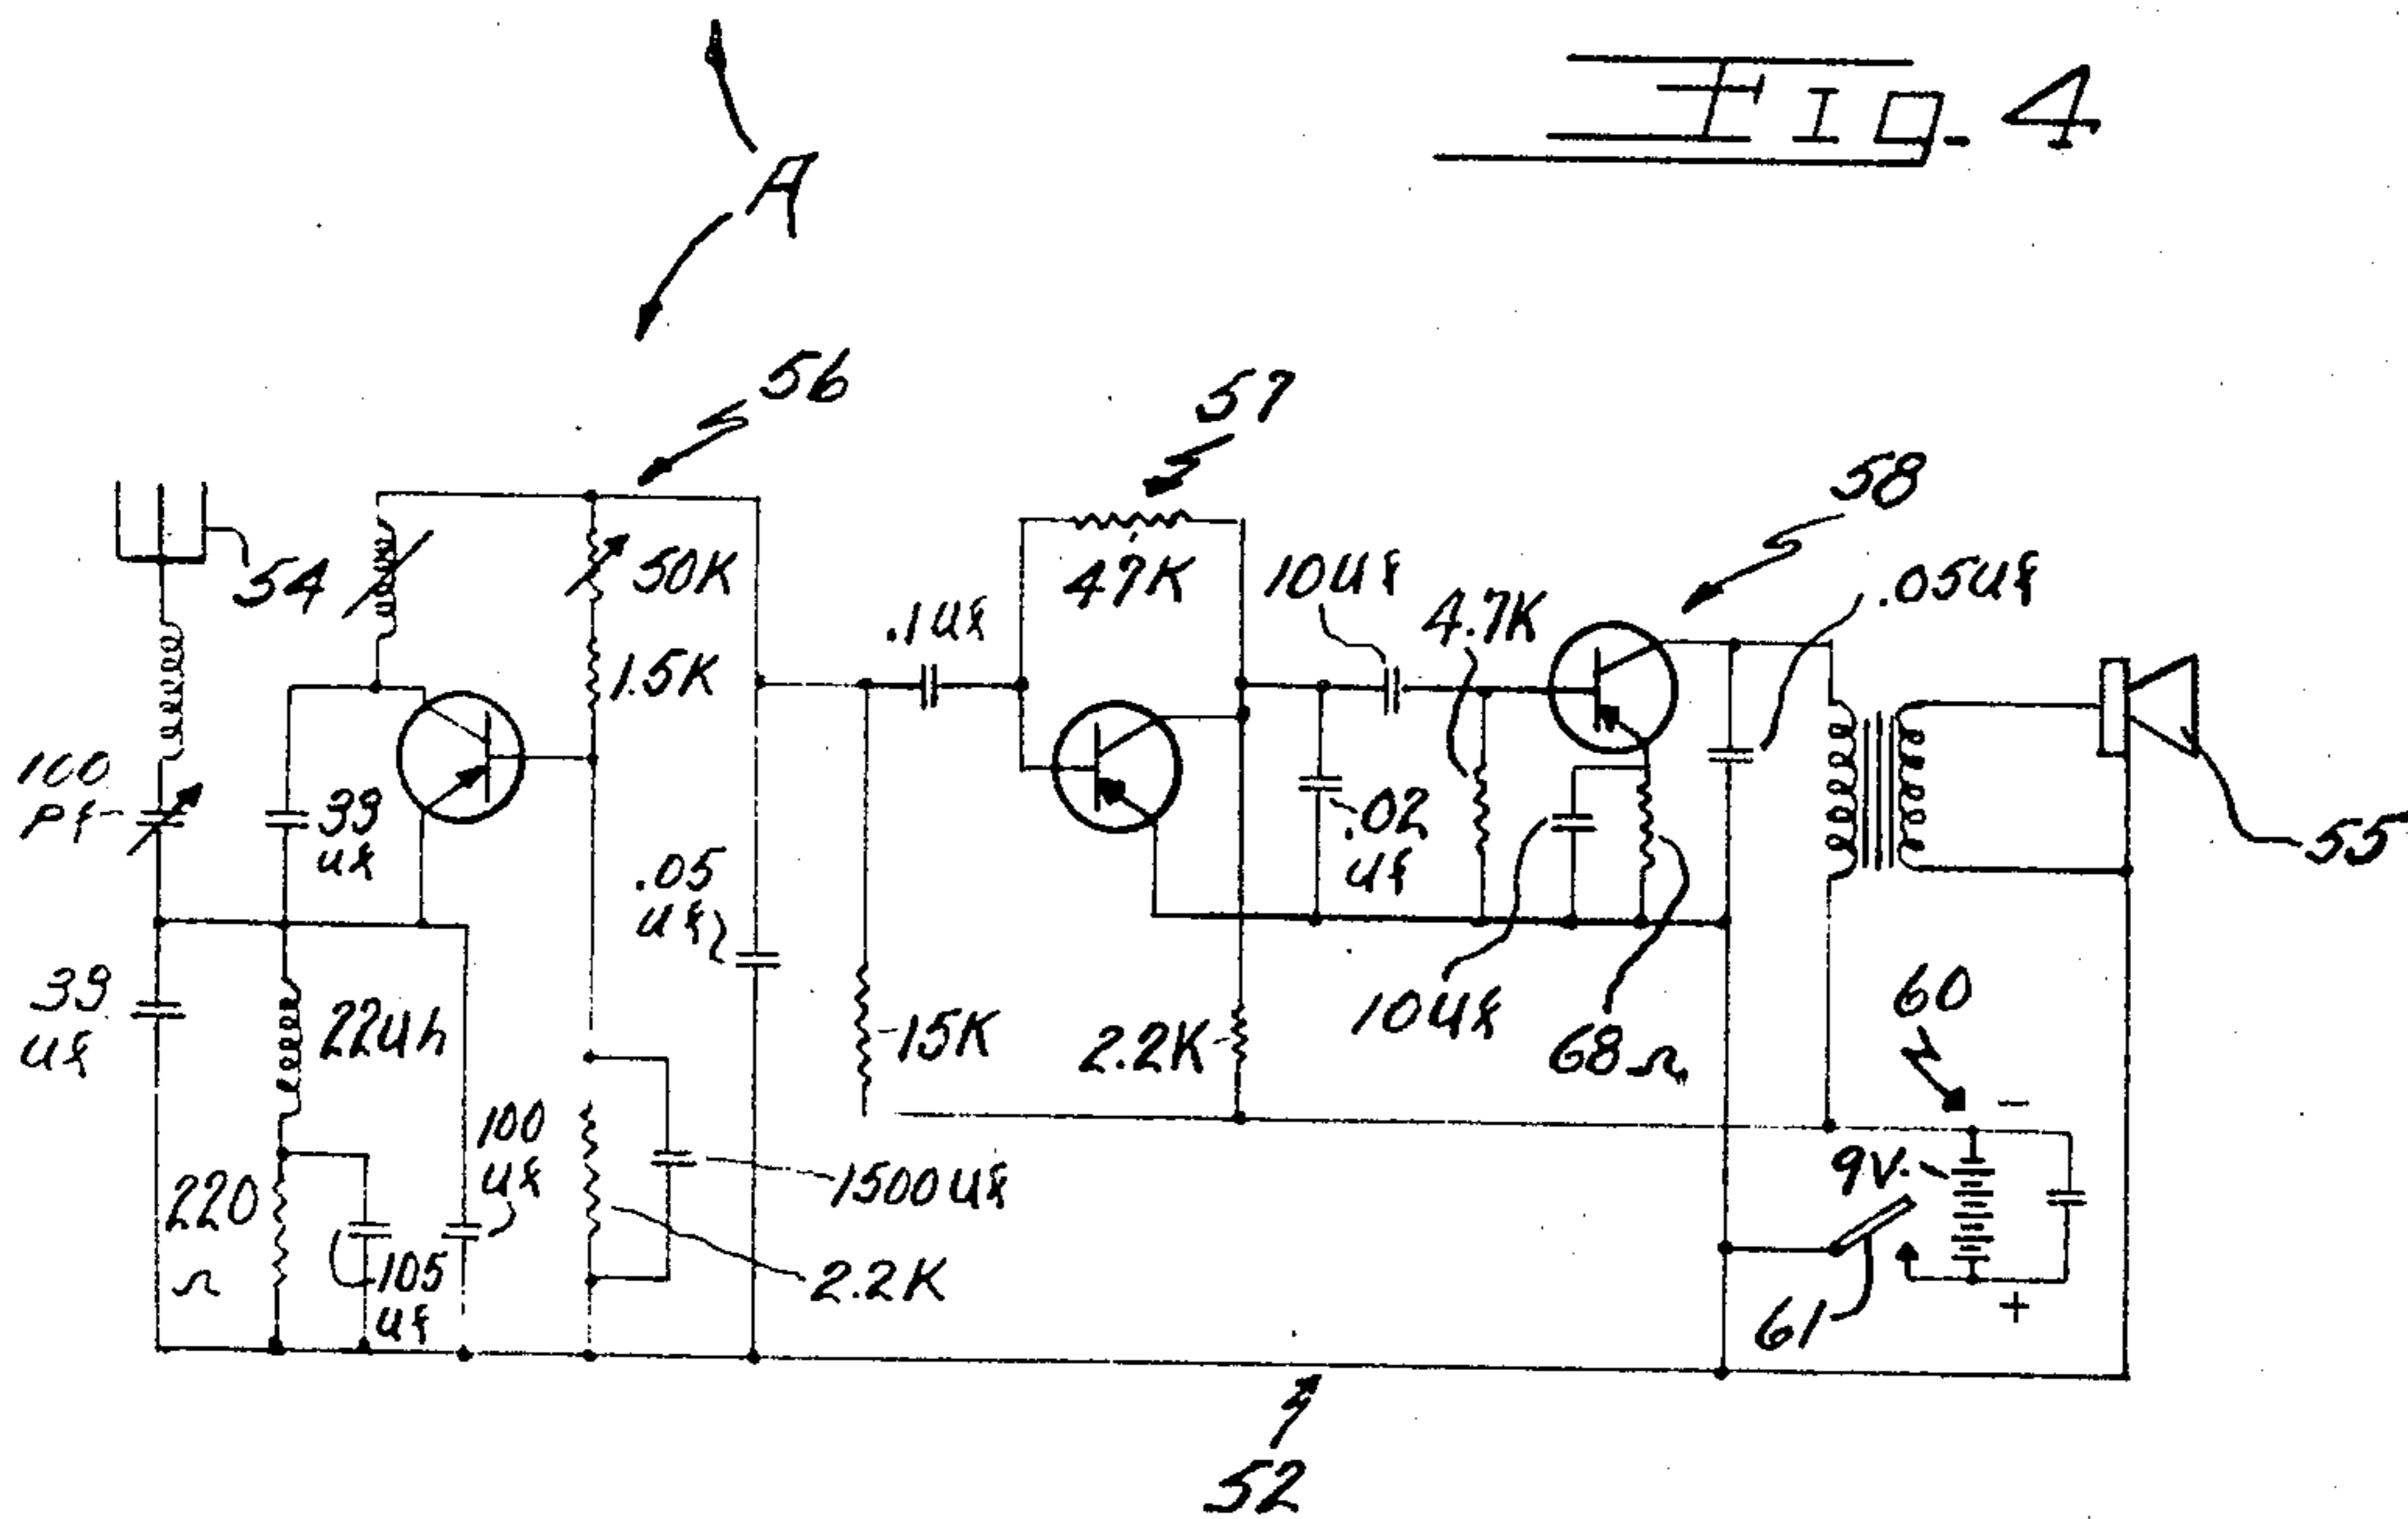 FIG. 4
A
56
57
58
54
50K
47K
10uf
.05uf
.1uf
4.7K
1.5K
100
Pf
39
uf
.02
uf
55
.05
uf
39
uf
22uh
15K
2.2K
10uf
68Ω
60
−
100
uf
1500uf
9V.
220
Ω
105
uf
2.2K
61
+
52